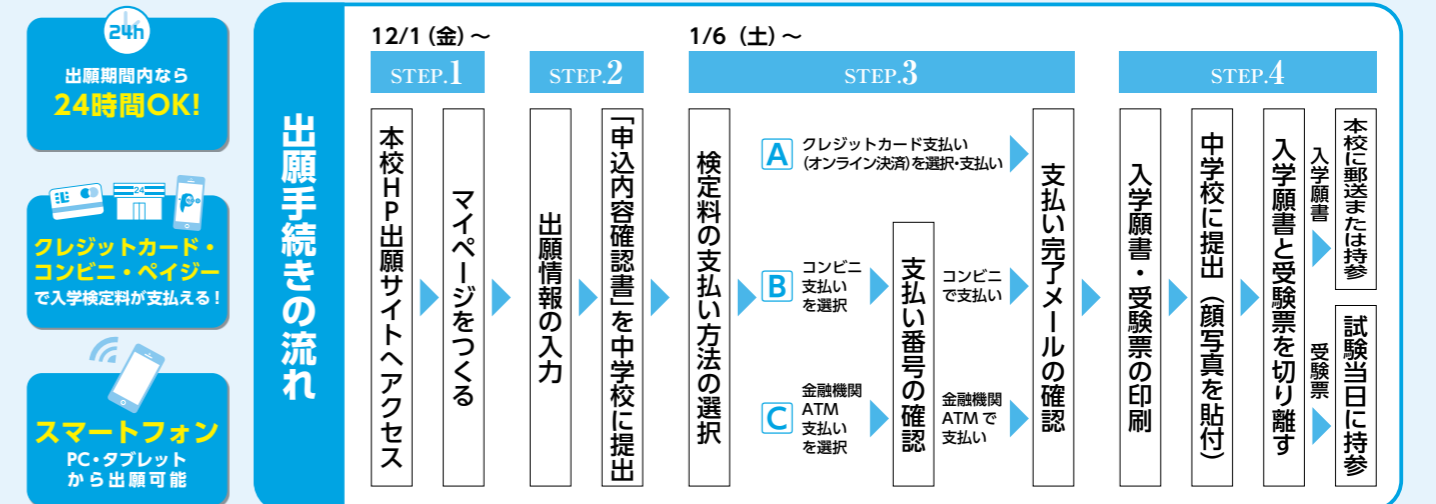 24h
出願期間内なら
24時間OK!
24
クレジットカード・
コンビニ・ペイジー
で入学検定料が支払える!
スマートフォン
PC・タブレット
から出願可能
出願手続きの流れ
12/1(金)～
STEP.1
本校HP出願サイトへアクセス
マイページをつくる
STEP.2
出願情報の入力
「申込内容確認書」を中学校に提出
1/6(土)～
STEP.3
検定料の支払い方法の選択
A
クレジットカード支払い
(オンライン決済)を選択・支払い
B
コンビニ
支払い
を選択
C
金融機関
ATM
支払い
を選択
支払い番号の確認
コンビニ
で支払い
金融機関
ATMで
支払い
支払い完了メールの確認
STEP.4
入学願書・受験票の印刷
中学校に提出(顔写真を貼付)
入学願書と受験票を切り離す
入学願書
本校に郵送または持参
受験票
試験当日に持参